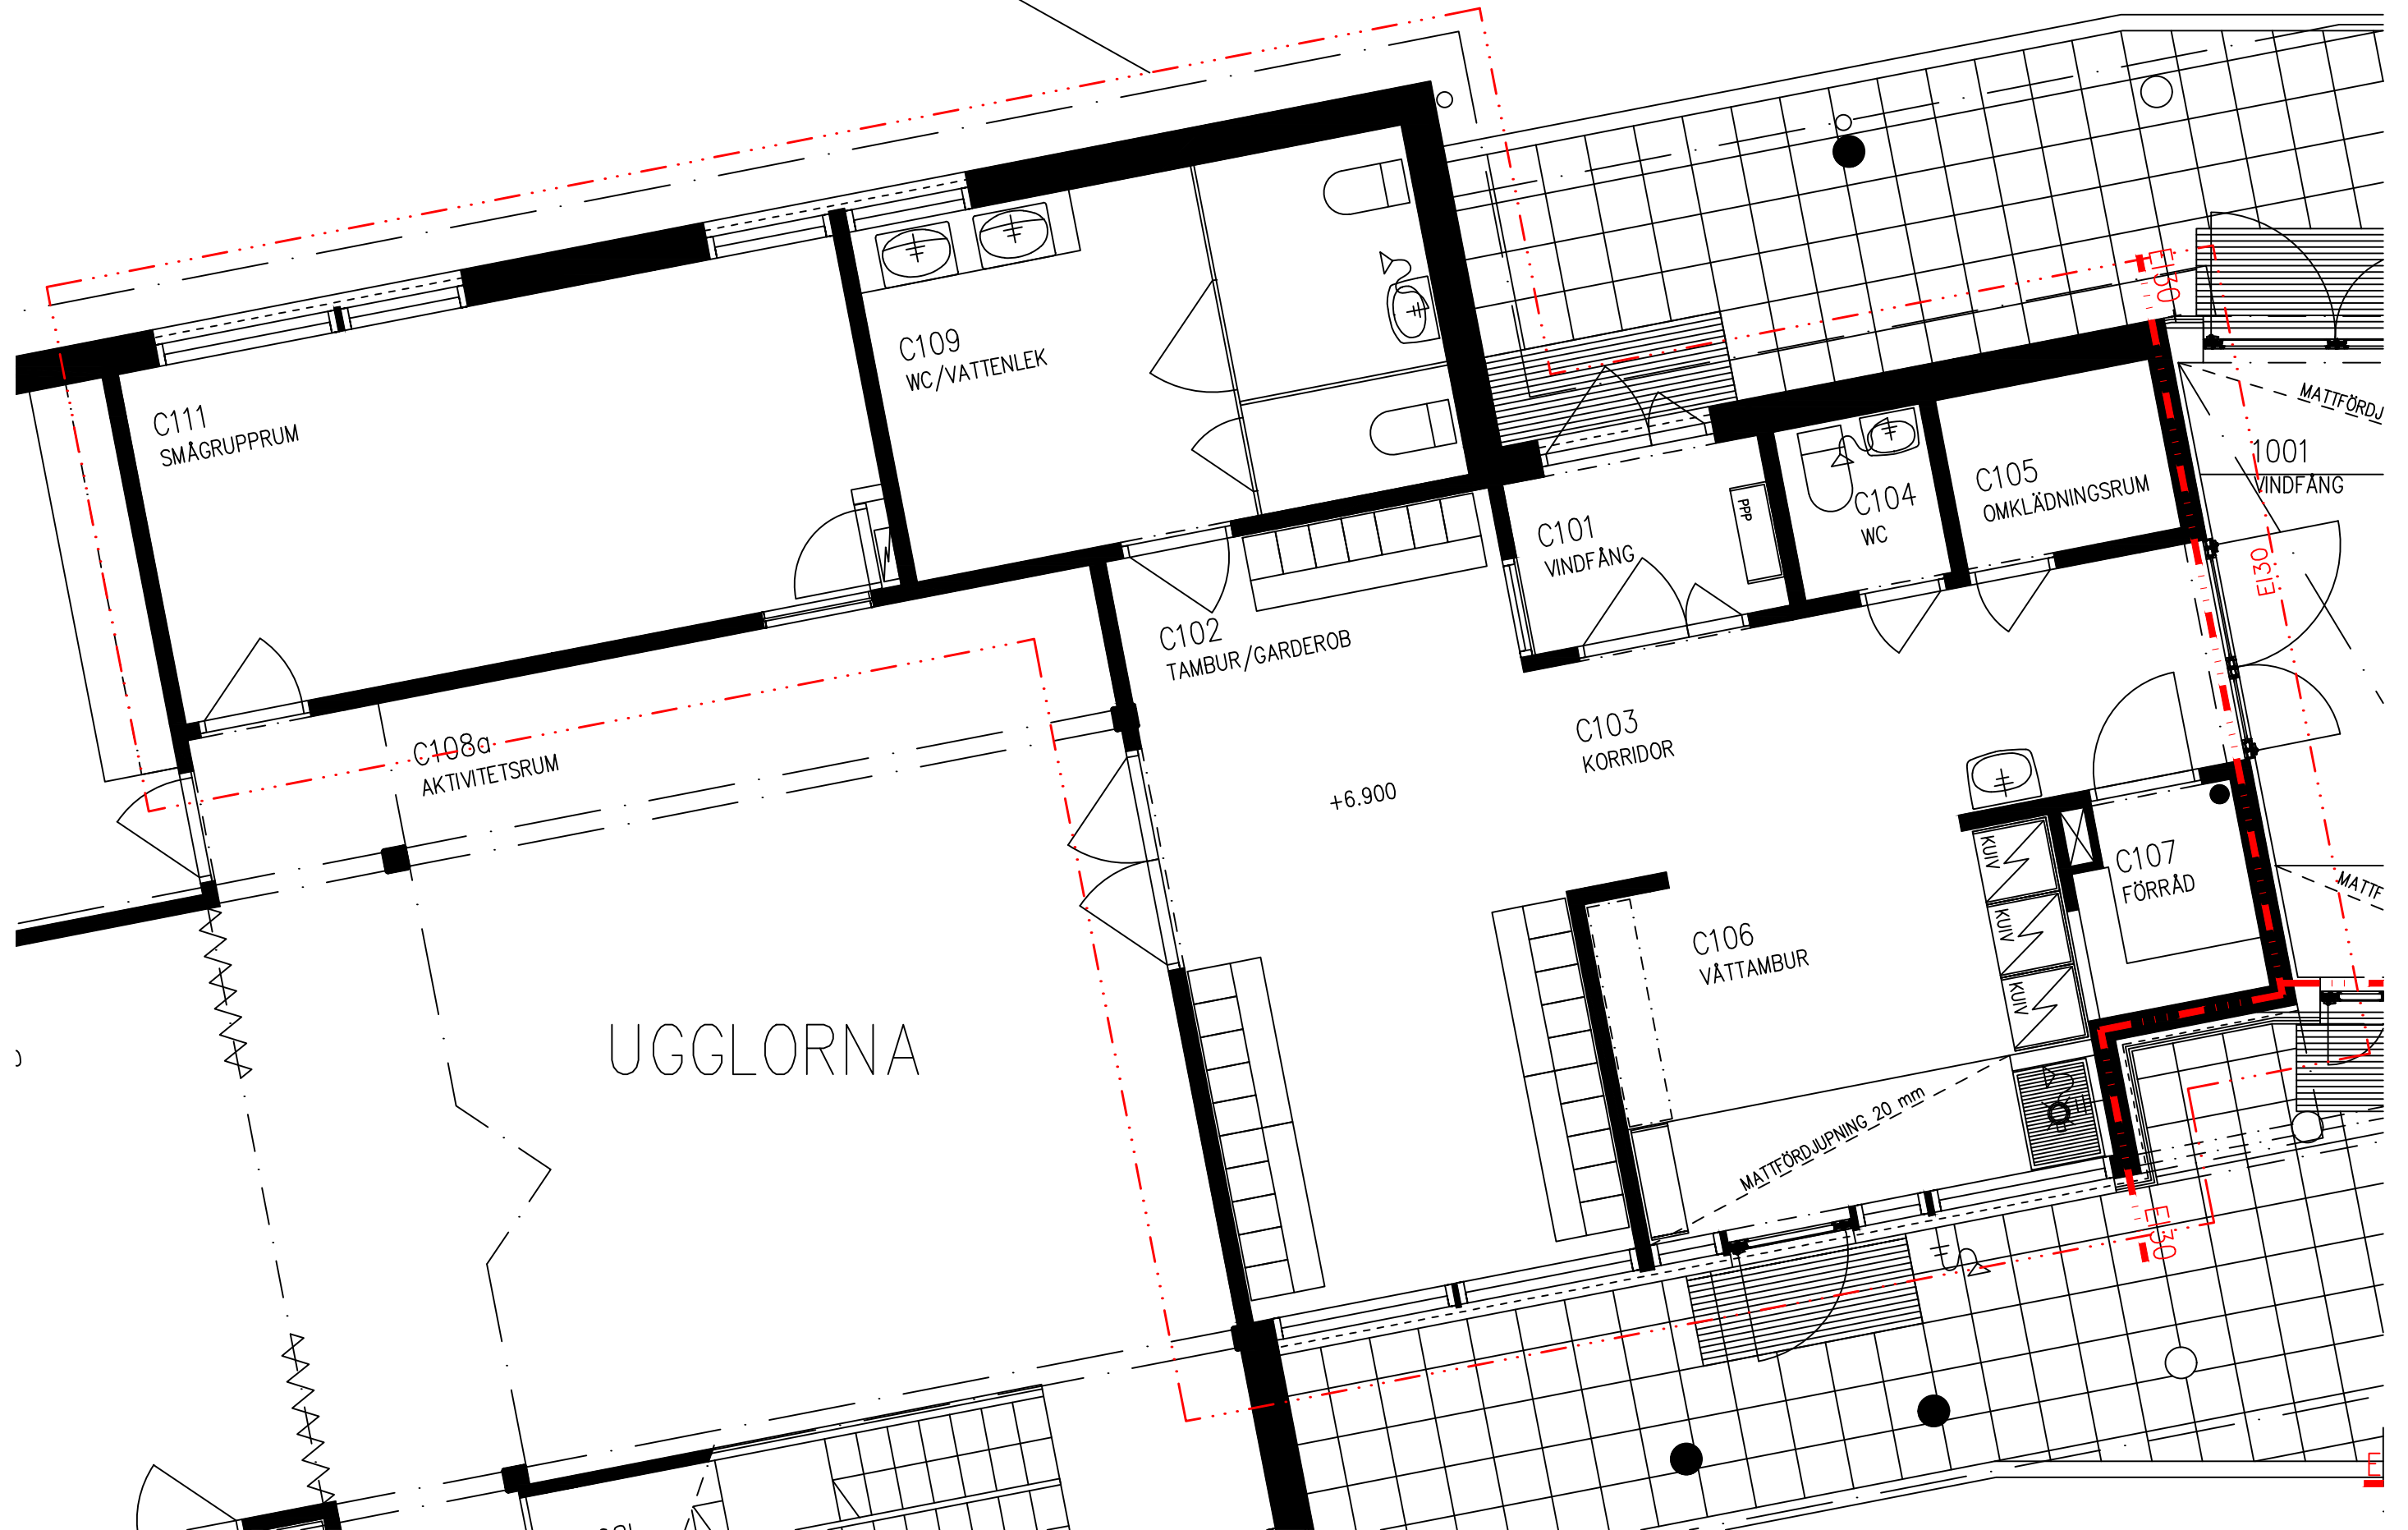 EI30
C109
WC/VATTENLEK
MATTFÖRDJ
C111
SMÅGRUPPRUM
1001
VINDFÅNG
C105
OMKLÄDNINGSRUM
C104
WC
PPP
C101
VINDFÅNG
EI30
C102
TAMBUR/GARDEROB
C103
KORRIDOR
C108a
AKTIVITETSRUM
+6.900
KUIV
C107
FÖRRÅD
MATTF
KUIV
C106
VÅTTAMBUR
KUIV
UGGLORNA
MATTFÖRDJUPNING 20 mm
EI30
E